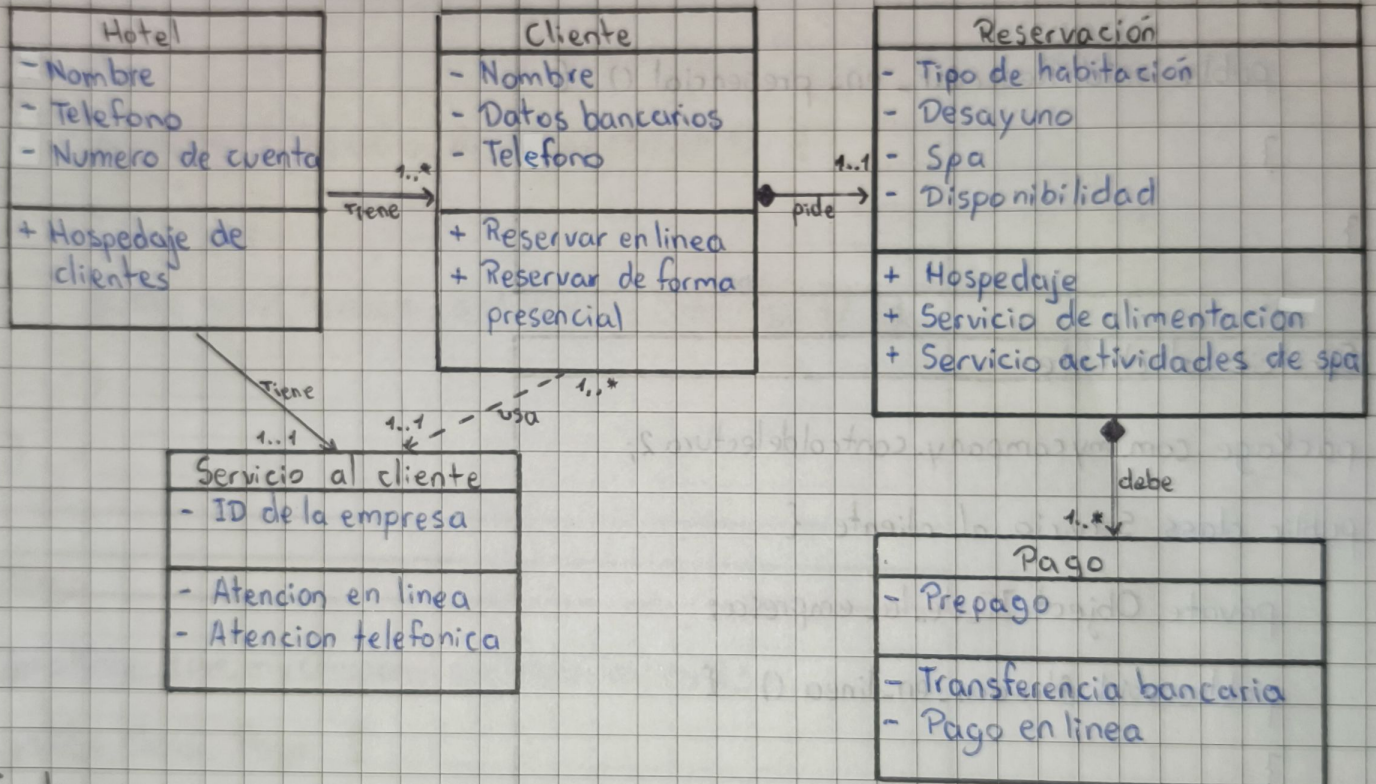 Hotel
- Nombre
- Telefono
- Numero de cuenta
+ Hospedaje de
clientes
Tiene
1..*
Cliente
- Nombre
- Datos bancarios
- Telefono
+ Reservar en linea
+ Reservar de forma
presencial
pide
1..1
Reservación
- Tipo de habitación
- Desayuno
- Spa
- Disponibilidad
+ Hospedaje
+ Servicio de alimentacion
+ Servicio actividades de spa
Tiene
1..1
1..1
usa
1..*
Servicio al cliente
- ID de la empresa
- Atencion en linea
- Atencion telefonica
debe
1..*
Pago
- Prepago
- Transferencia bancaria
- Pago en linea